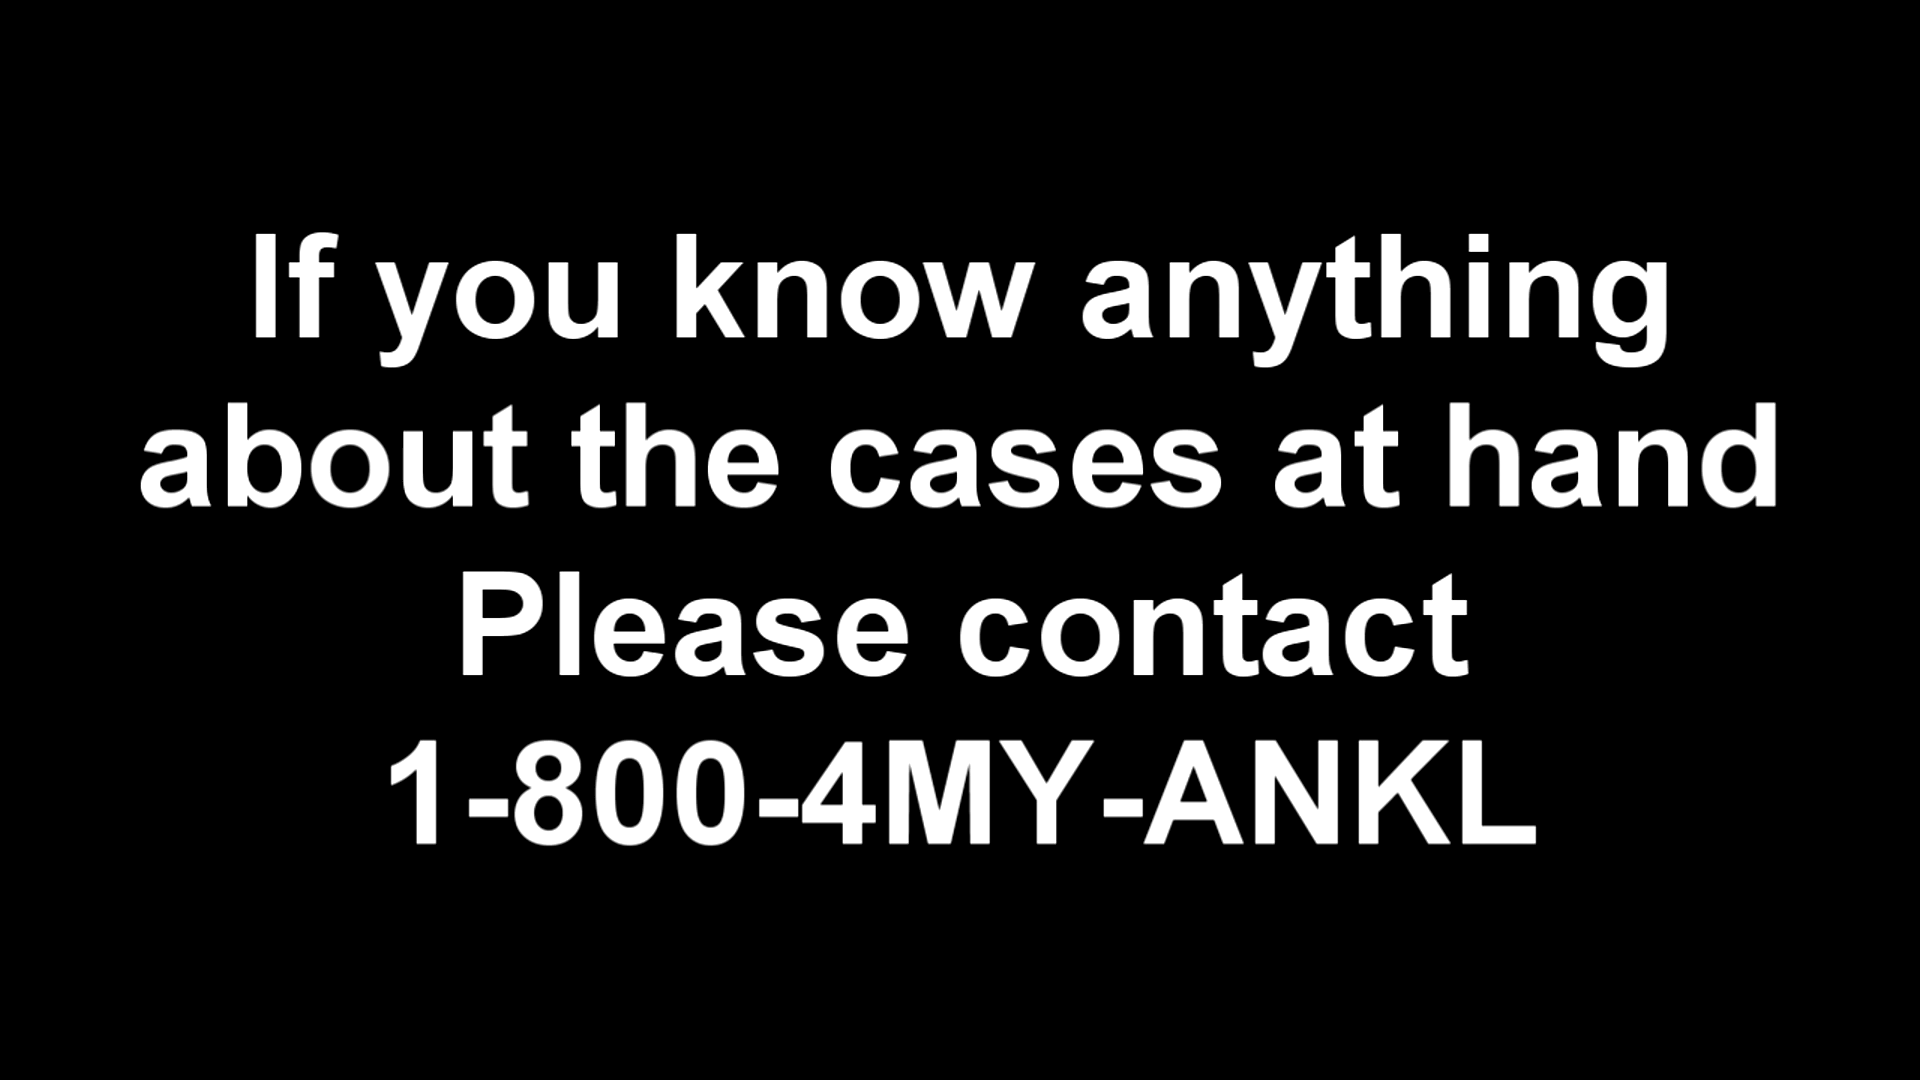 If you know anything
about the cases at hand
Please contact
1-800-4MY-ANKL